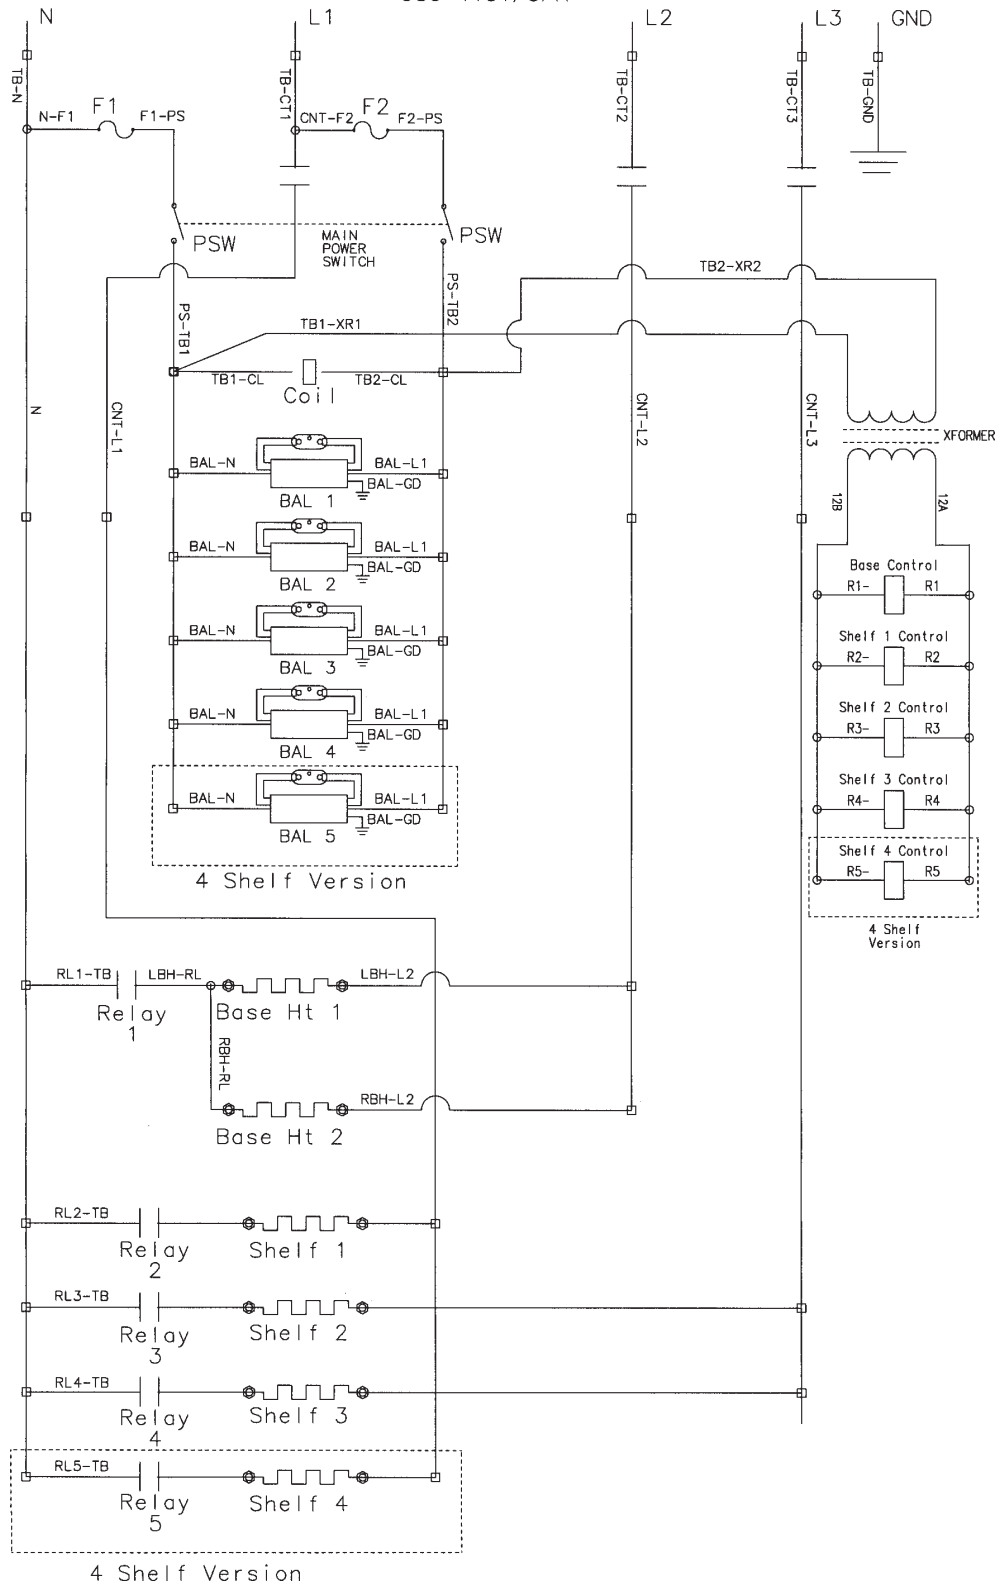 N
L1
L2
L3
GND
TB-N
TB-CT1
TB-CT2
TB-CT3
TB-GND
N-F1
F1
F1-PS
CNT-F2
F2
F2-PS
PSW
MAIN
POWER
SWITCH
PSW
PS-TB1
PS-TB2
TB2-XR2
TB1-XR1
TB1-CL
TB2-CL
Coil
N
CNT-L1
CNT-L2
CNT-L3
XFORMER
12B
12A
BAL-N
BAL-L1
BAL-GD
BAL 1
BAL-N
BAL-L1
BAL-GD
BAL 2
BAL-N
BAL-L1
BAL-GD
BAL 3
BAL-N
BAL-L1
BAL-GD
BAL 4
BAL-N
BAL-L1
BAL-GD
BAL 5
4 Shelf Version
Base Control
R1-
R1
Shelf 1 Control
R2-
R2
Shelf 2 Control
R3-
R3
Shelf 3 Control
R4-
R4
Shelf 4 Control
R5-
R5
4 Shelf
Version
RL1-TB
LBH-RL
LBH-L2
Relay
1
Base Ht 1
RBH-RL
RBH-L2
Base Ht 2
RL2-TB
Relay
2
Shelf 1
RL3-TB
Relay
3
Shelf 2
RL4-TB
Relay
4
Shelf 3
RL5-TB
Relay
5
Shelf 4
4 Shelf Version